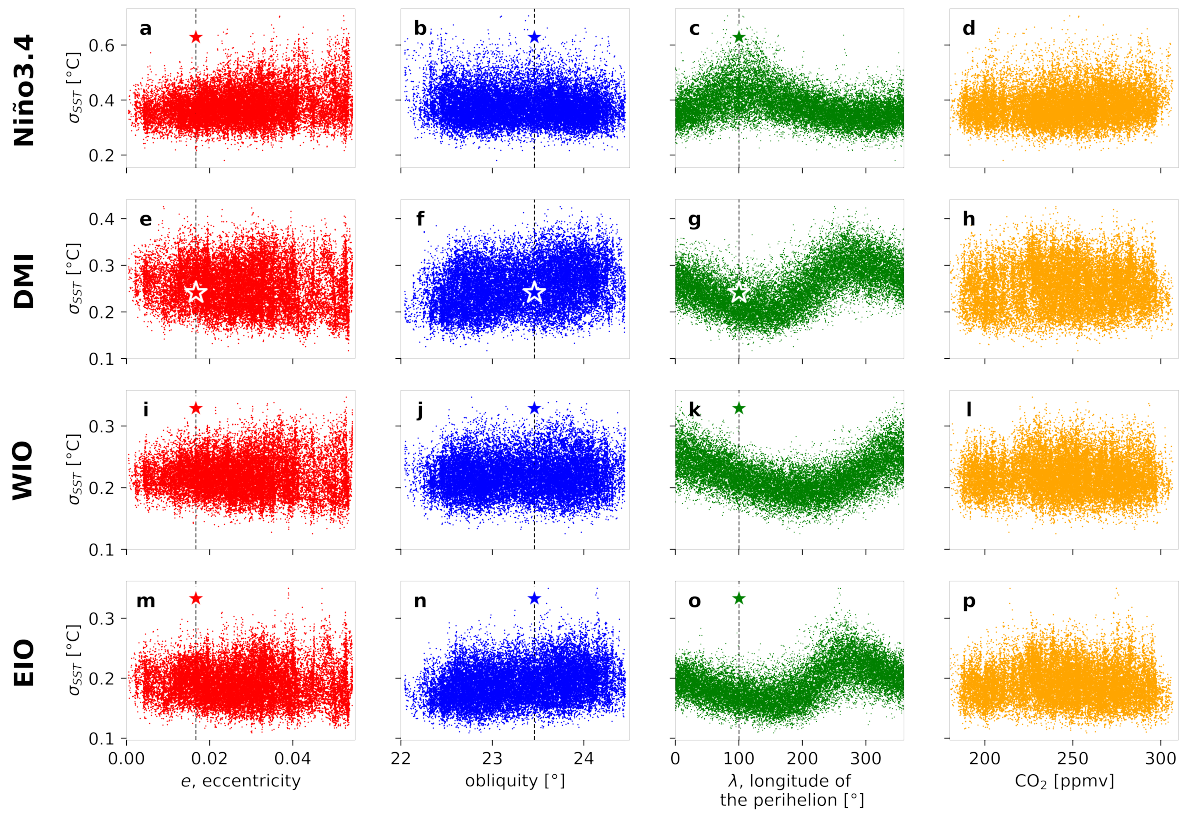 Niño3.4
σSST [°C]
0.6
0.4
0.2
a
b
c
d
DMI
σSST [°C]
0.4
0.3
0.2
0.1
e
f
g
h
WIO
σSST [°C]
0.3
0.2
0.1
i
j
k
l
EIO
σSST [°C]
0.3
0.2
0.1
m
n
o
p
0.00 0.02 0.04
e, eccentricity
22 23 24
obliquity [°]
0 100 200 300
λ, longitude of
the perihelion [°]
200 250 300
CO₂ [ppmv]